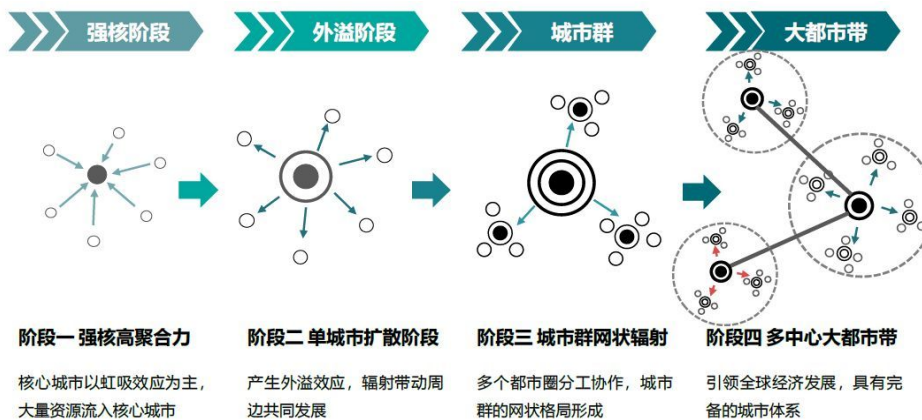 强核阶段
外溢阶段
城市群
大都市带
阶段一 强核高聚合力
核心城市以虹吸效应为主，
大量资源流入核心城市
阶段二 单城市扩散阶段
产生外溢效应，辐射带动周
边共同发展
阶段三 城市群网状辐射
多个都市圈分工协作，城市
群的网状格局形成
阶段四 多中心大都市带
引领全球经济发展，具有完
备的城市体系